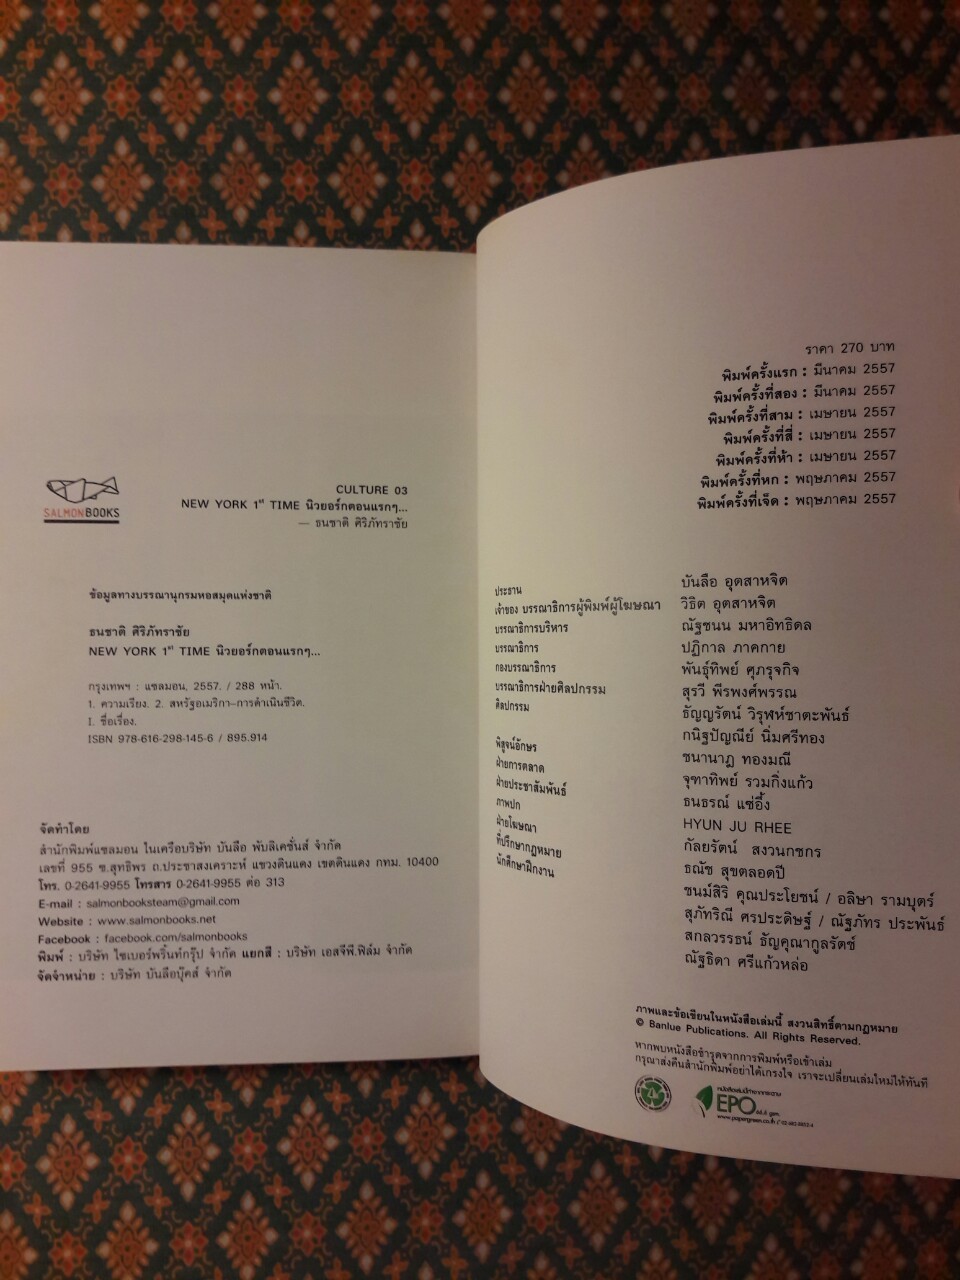 SALMONBOOKS
CULTURE 03
NEW YORK 1st TIME นิวยอร์กตอนแรกๆ...
— ธนชาติ ศิริภัทราชัย
ข้อมูลทางบรรณานุกรมหอสมุดแห่งชาติ
ธนชาติ ศิริภัทราชัย
NEW YORK 1st TIME นิวยอร์กตอนแรกๆ...
กรุงเทพฯ : แซลมอน, 2557. / 288 หน้า.
1. ความเรียง. 2. สหรัฐอเมริกา–การดำเนินชีวิต.
I. ชื่อเรื่อง.
ISBN 978-616-298-145-6 / 895.914
จัดทำโดย
สำนักพิมพ์แซลมอน ในเครือบริษัท บันลือ พับลิเคชั่นส์ จำกัด
เลขที่ 955 ซ.สุทธิพร ถ.ประชาสงเคราะห์ แขวงดินแดง เขตดินแดง กทม. 10400
โทร. 0-2641-9955 โทรสาร 0-2641-9955 ต่อ 313
E-mail : salmonbooksteam@gmail.com
Website : www.salmonbooks.net
Facebook : facebook.com/salmonbooks
พิมพ์ : บริษัท ไซเบอร์พริ้นท์กรุ๊ป จำกัด แยกสี : บริษัท เอสจีพี.ฟิล์ม จำกัด
จัดจำหน่าย : บริษัท บันลือบุ๊คส์ จำกัด
ราคา 270 บาท
พิมพ์ครั้งแรก : มีนาคม 2557
พิมพ์ครั้งที่สอง : มีนาคม 2557
พิมพ์ครั้งที่สาม : เมษายน 2557
พิมพ์ครั้งที่สี่ : เมษายน 2557
พิมพ์ครั้งที่ห้า : เมษายน 2557
พิมพ์ครั้งที่หก : พฤษภาคม 2557
พิมพ์ครั้งที่เจ็ด : พฤษภาคม 2557
ประธาน
เจ้าของ บรรณาธิการผู้พิมพ์ผู้โฆษณา
บรรณาธิการบริหาร
บรรณาธิการ
กองบรรณาธิการ
บรรณาธิการฝ่ายศิลปกรรม
ศิลปกรรม
พิสูจน์อักษร
ฝ่ายการตลาด
ฝ่ายประชาสัมพันธ์
ภาพปก
ฝ่ายโฆษณา
ที่ปรึกษากฎหมาย
นักศึกษาฝึกงาน
บันลือ อุตสาหจิต
วิธิต อุตสาหจิต
ณัฐชนน มหาอิทธิดล
ปฏิกาล ภาคกาย
พันธุ์ทิพย์ ศุภรุจกิจ
สุรวี พีรพงศ์พรรณ
ธัญญรัตน์ วิรุฬห์ชาตะพันธ์
กนิฐปัญณีย์ นิ่มศรีทอง
ชนานาฎ ทองมณี
จุฑาทิพย์ รวมกิ่งแก้ว
ธนธรณ์ แซ่อึ้ง
HYUN JU RHEE
กัลยรัตน์ สงวนกชกร
ธณัช สุขตลอดปี
ชนม์สิริ คุณประโยชน์ / อลิษา รามบุตร์
สุภัทริณี ศรประดิษฐ์ / ณัฐภัทร ประพันธ์
สกลวรรธน์ ธัญคุณากูลรัตช์
ณัฐธิดา ศรีแก้วหล่อ
ภาพและข้อเขียนในหนังสือเล่มนี้ สงวนสิทธิ์ตามกฎหมาย
© Banlue Publications. All Rights Reserved.
หากพบหนังสือชำรุดจากการพิมพ์หรือเข้าเล่ม
กรุณาส่งคืนสำนักพิมพ์อย่าได้เกรงใจ เราจะเปลี่ยนเล่มใหม่ให้ทันที
EPO
www.papergreen.co.th